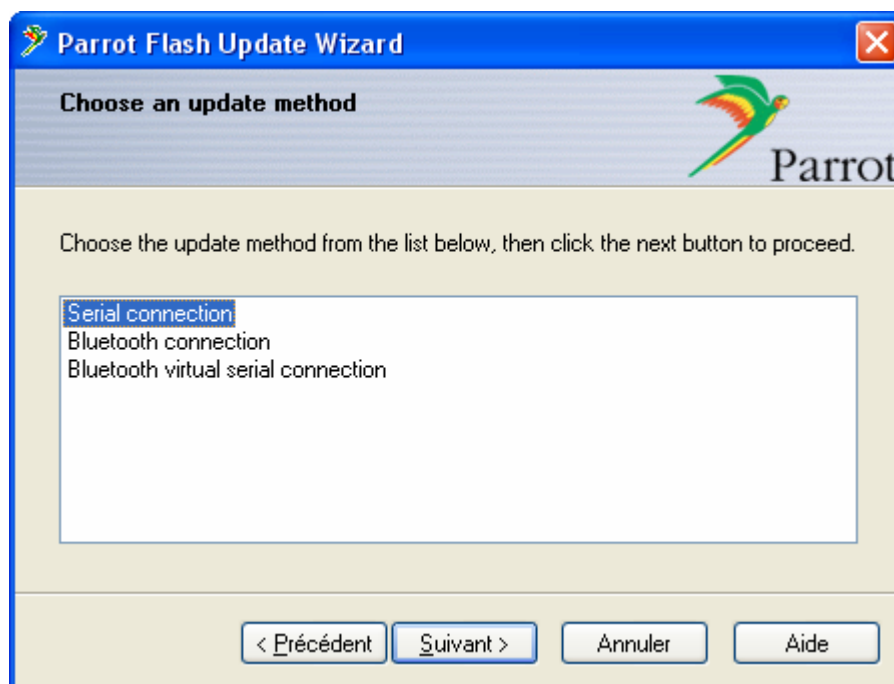 Parrot Flash Update Wizard
Choose an update method
Parrot
Choose the update method from the list below, then click the next button to proceed.
Serial connection
Bluetooth connection
Bluetooth virtual serial connection
< Précédent Suivant > Annuler Aide